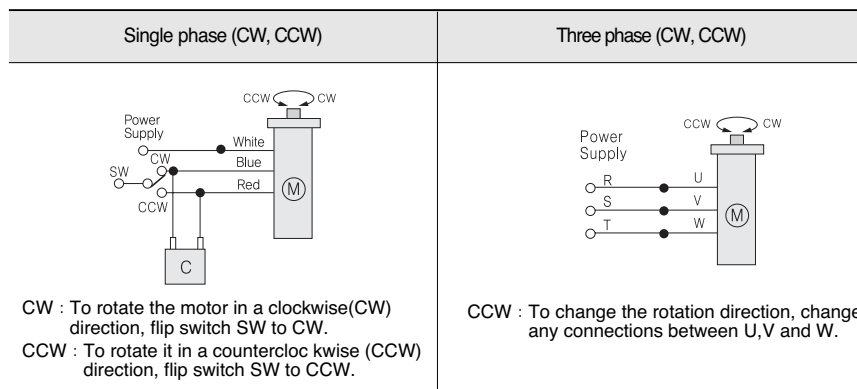 Single phase (CW, CCW)
CCW CW
Power
Supply
White
CW
Blue
SW
Red
CCW
M
C
CW : To rotate the motor in a clockwise(CW)
direction, flip switch SW to CW.
CCW : To rotate it in a countercloc kwise (CCW)
direction, flip switch SW to CCW.
Three phase (CW, CCW)
CCW CW
Power
Supply
R U
S V
T W
M
CCW : To change the rotation direction, change
any connections between U,V and W.